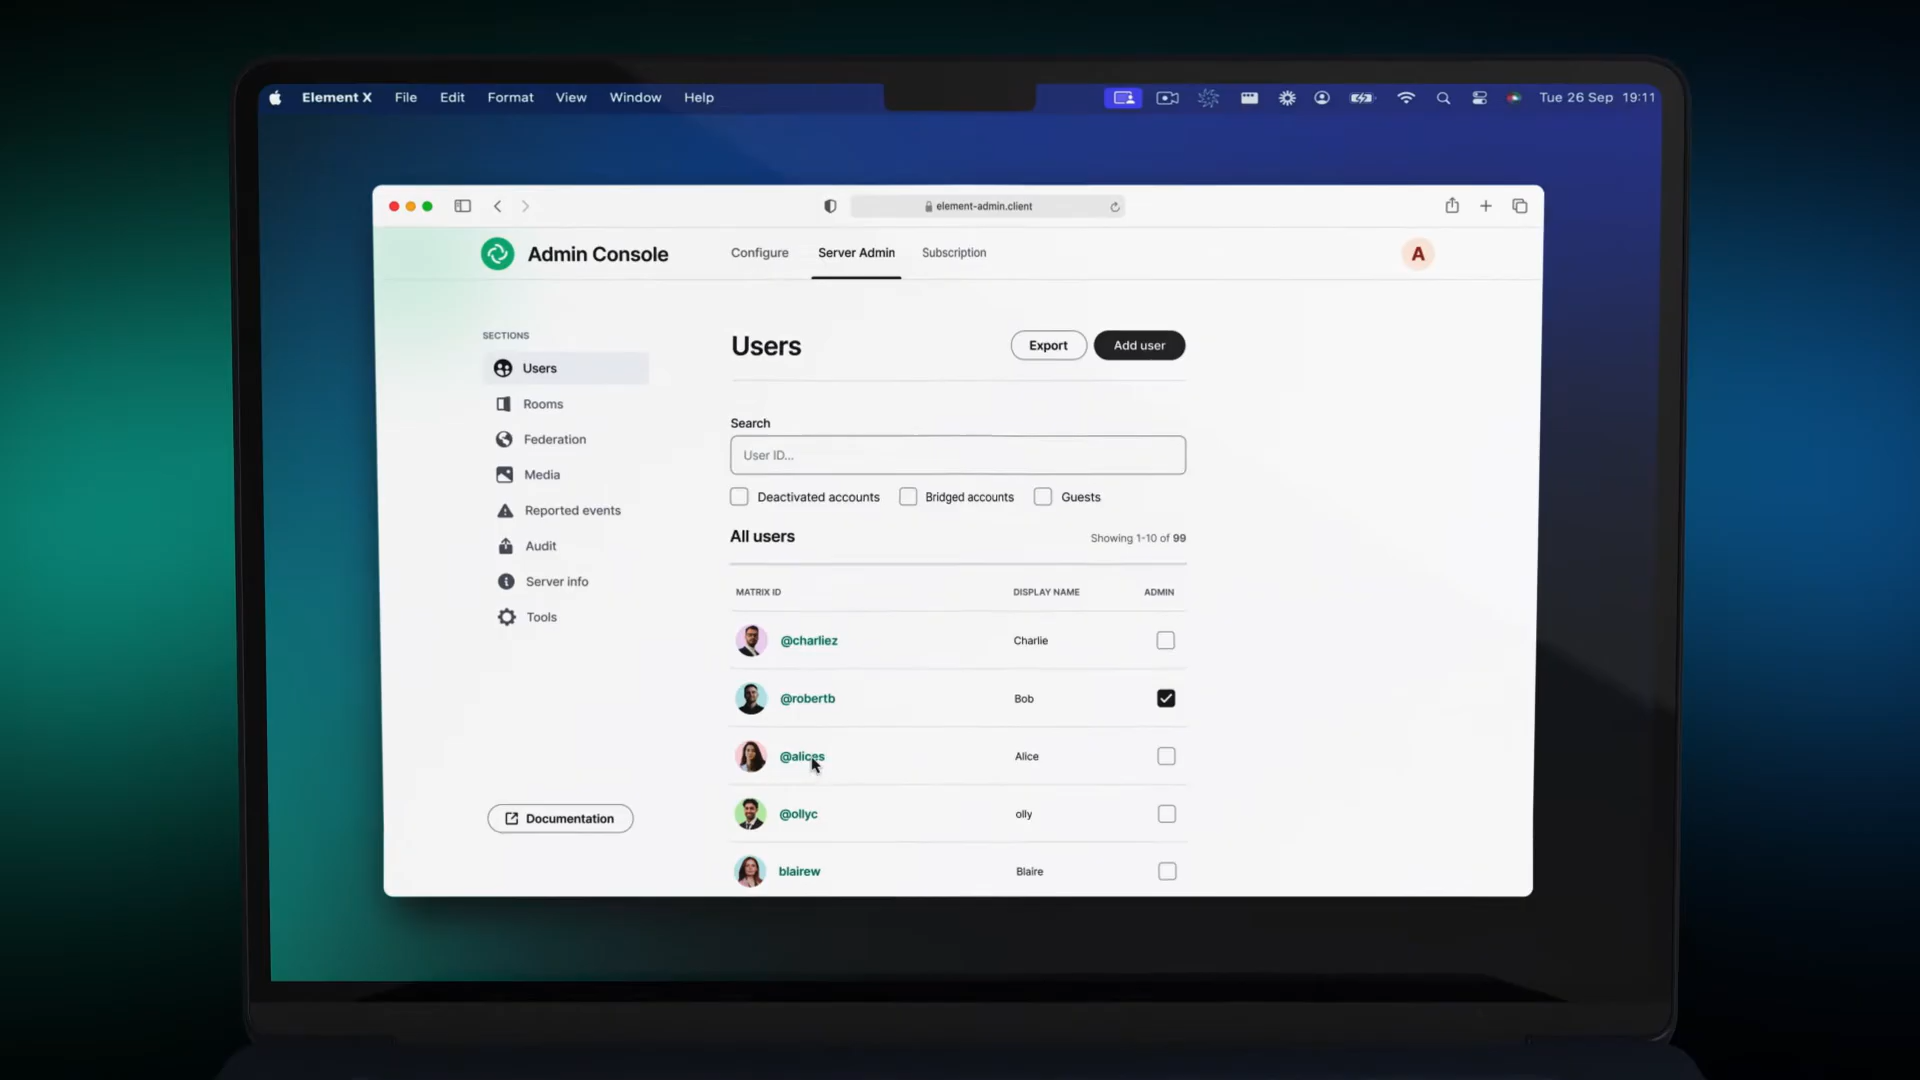 Element X File Edit Format View Window Help Tue 26 Sep 19:11
element-admin.client
Admin Console Configure Server Admin Subscription A
SECTIONS
Users
Rooms
Federation
Media
Reported events
Audit
Server info
Tools
Documentation
Users Export Add user
Search
User ID...
Deactivated accounts Bridged accounts Guests
All users Showing 1-10 of 99
MATRIX ID DISPLAY NAME ADMIN
@charliez Charlie
@robertb Bob
@alices Alice
@ollyc olly
blairew Blaire